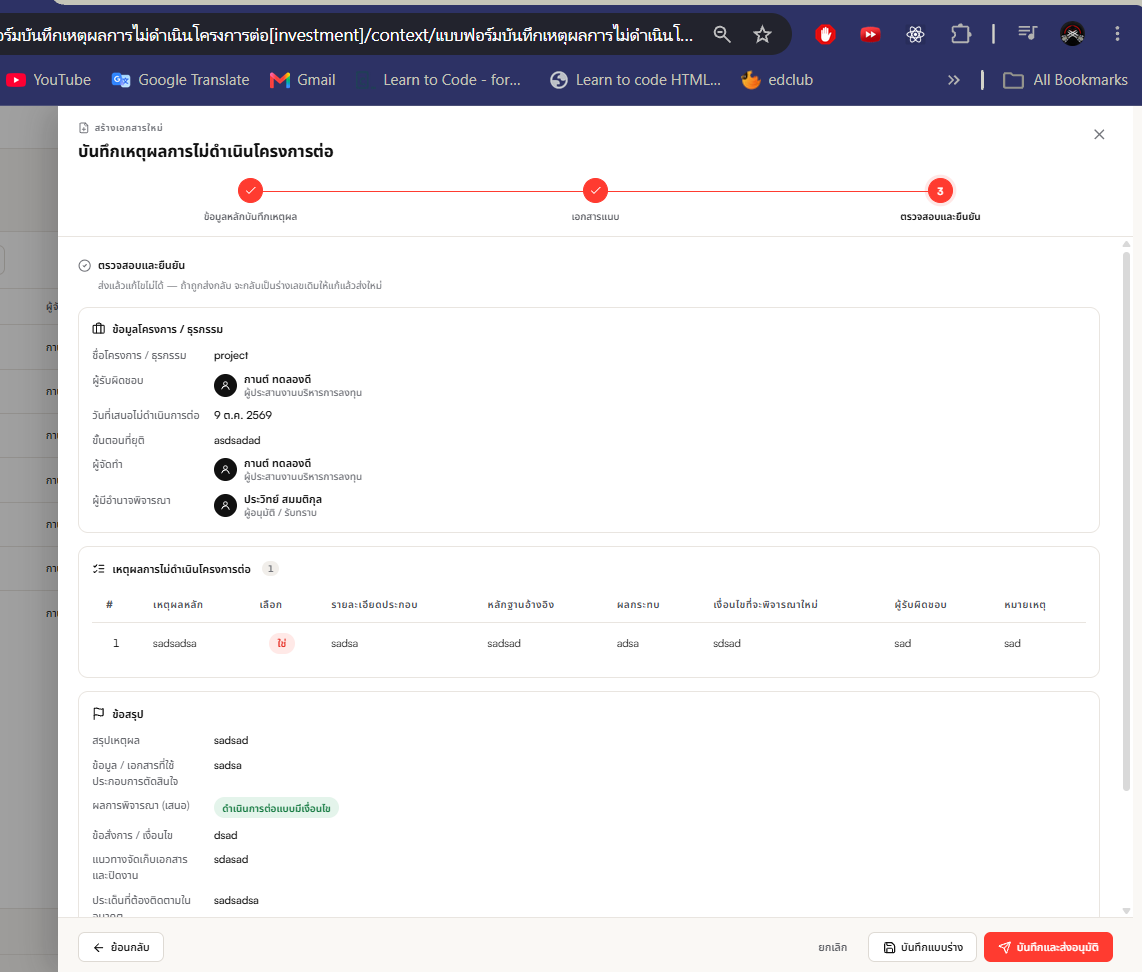 อร์มบันทึกเหตุผลการไม่ดำเนินโครงการต่อ[investment]/context/แบบฟอร์มบันทึกเหตุผลการไม่ดำเนินโ...
YouTube Google Translate Gmail Learn to Code - for... Learn to code HTML... edclub » All Bookmarks
สร้างเอกสารใหม่
บันทึกเหตุผลการไม่ดำเนินโครงการต่อ
3
ข้อมูลหลักบันทึกเหตุผล เอกสารแนบ ตรวจสอบและยืนยัน
ตรวจสอบและยืนยัน
ส่งแล้วแก้ไขไม่ได้ — ถ้าถูกส่งกลับ จะกลับเป็นร่างเลขเดิมให้แก้แล้วส่งใหม่
ข้อมูลโครงการ / ธุรกรรม
ชื่อโครงการ / ธุรกรรม project
ผู้รับผิดชอบ กานต์ ทดลองดี
ผู้ประสานงานบริหารการลงทุน
วันที่เสนอไม่ดำเนินการต่อ 9 ต.ค. 2569
ขั้นตอนที่ยุติ asdsadad
ผู้จัดทำ กานต์ ทดลองดี
ผู้ประสานงานบริหารการลงทุน
ผู้มีอำนาจพิจารณา ประวิทย์ สมมติกุล
ผู้อนุมัติ / รับทราบ
เหตุผลการไม่ดำเนินโครงการต่อ 1
# เหตุผลหลัก เลือก รายละเอียดประกอบ หลักฐานอ้างอิง ผลกระทบ เงื่อนไขที่จะพิจารณาใหม่ ผู้รับผิดชอบ หมายเหตุ
1 sadsadsa ใช่ sadsa sadsad adsa sdsad sad sad
ข้อสรุป
สรุปเหตุผล sadsad
ข้อมูล / เอกสารที่ใช้ sadsa
ประกอบการตัดสินใจ
ผลการพิจารณา (เสนอ) ดำเนินการต่อแบบมีเงื่อนไข
ข้อสั่งการ / เงื่อนไข dsad
แนวทางจัดเก็บเอกสาร sdasad
และปิดงาน
ประเด็นที่ต้องติดตามใน sadsadsa
อนาคต
ย้อนกลับ ยกเลิก บันทึกแบบร่าง บันทึกและส่งอนุมัติ